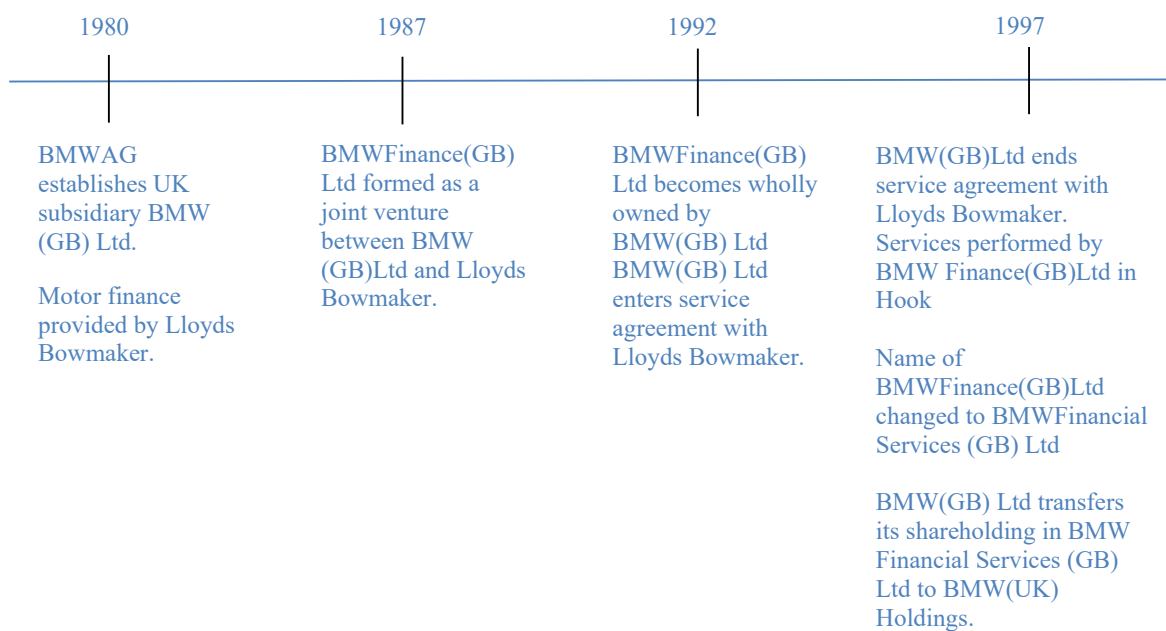 1980
1987
1992
1997
BMWAG
establishes UK
subsidiary BMW
(GB) Ltd.
Motor finance
provided by Lloyds
Bowmaker.
BMWFinance(GB)
Ltd formed as a
joint venture
between BMW
(GB)Ltd and Lloyds
Bowmaker.
BMWFinance(GB)
Ltd becomes wholly
owned by
BMW(GB) Ltd
BMW(GB) Ltd
enters service
agreement with
Lloyds Bowmaker.
BMW(GB)Ltd ends
service agreement with
Lloyds Bowmaker.
Services performed by
BMW Finance(GB)Ltd in
Hook
Name of
BMWFinance(GB)Ltd
changed to BMWFinancial
Services (GB) Ltd
BMW(GB) Ltd transfers
its shareholding in BMW
Financial Services (GB)
Ltd to BMW(UK)
Holdings.